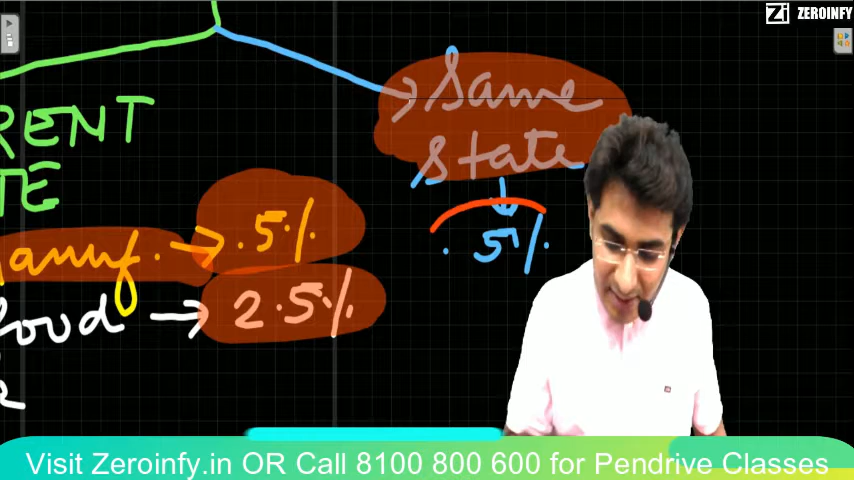 Zi ZEROINFY
Same
State
RENT
TE
.5%
anuf. → .5%
food → 2.5%
Visit Zeroinfy.in OR Call 8100 800 600 for Pendrive Classes